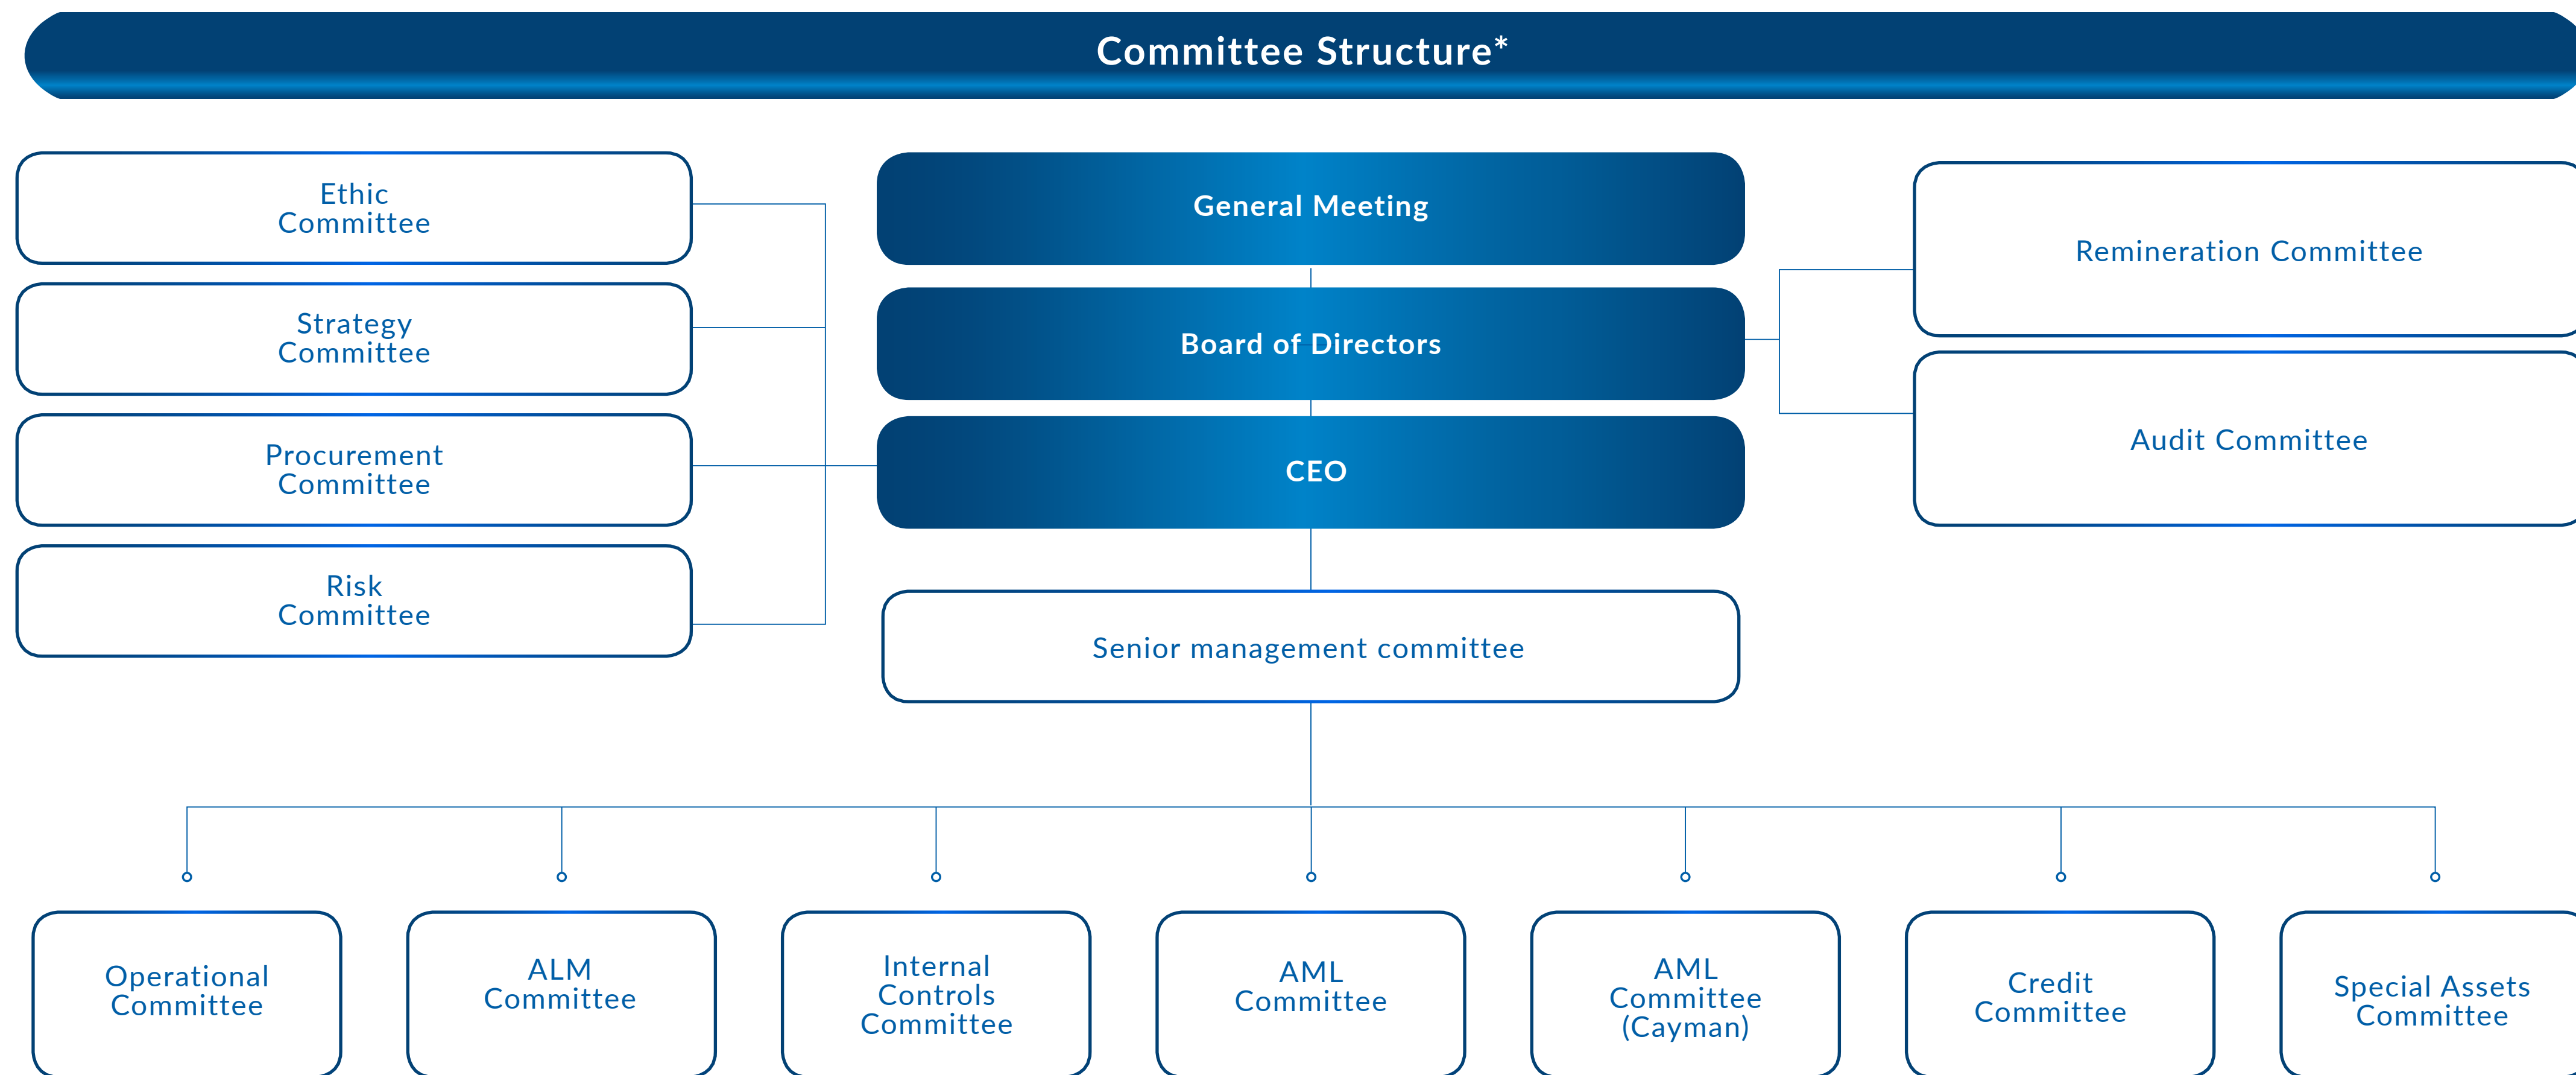 Committee Structure*
Ethic
Committee
Strategy
Committee
Procurement
Committee
Risk
Committee
General Meeting
Board of Directors
CEO
Senior management committee
Remineration Committee
Audit Committee
Operational
Committee
ALM
Committee
Internal
Controls
Committee
AML
Committee
AML
Committee
(Cayman)
Credit
Committee
Special Assets
Committee